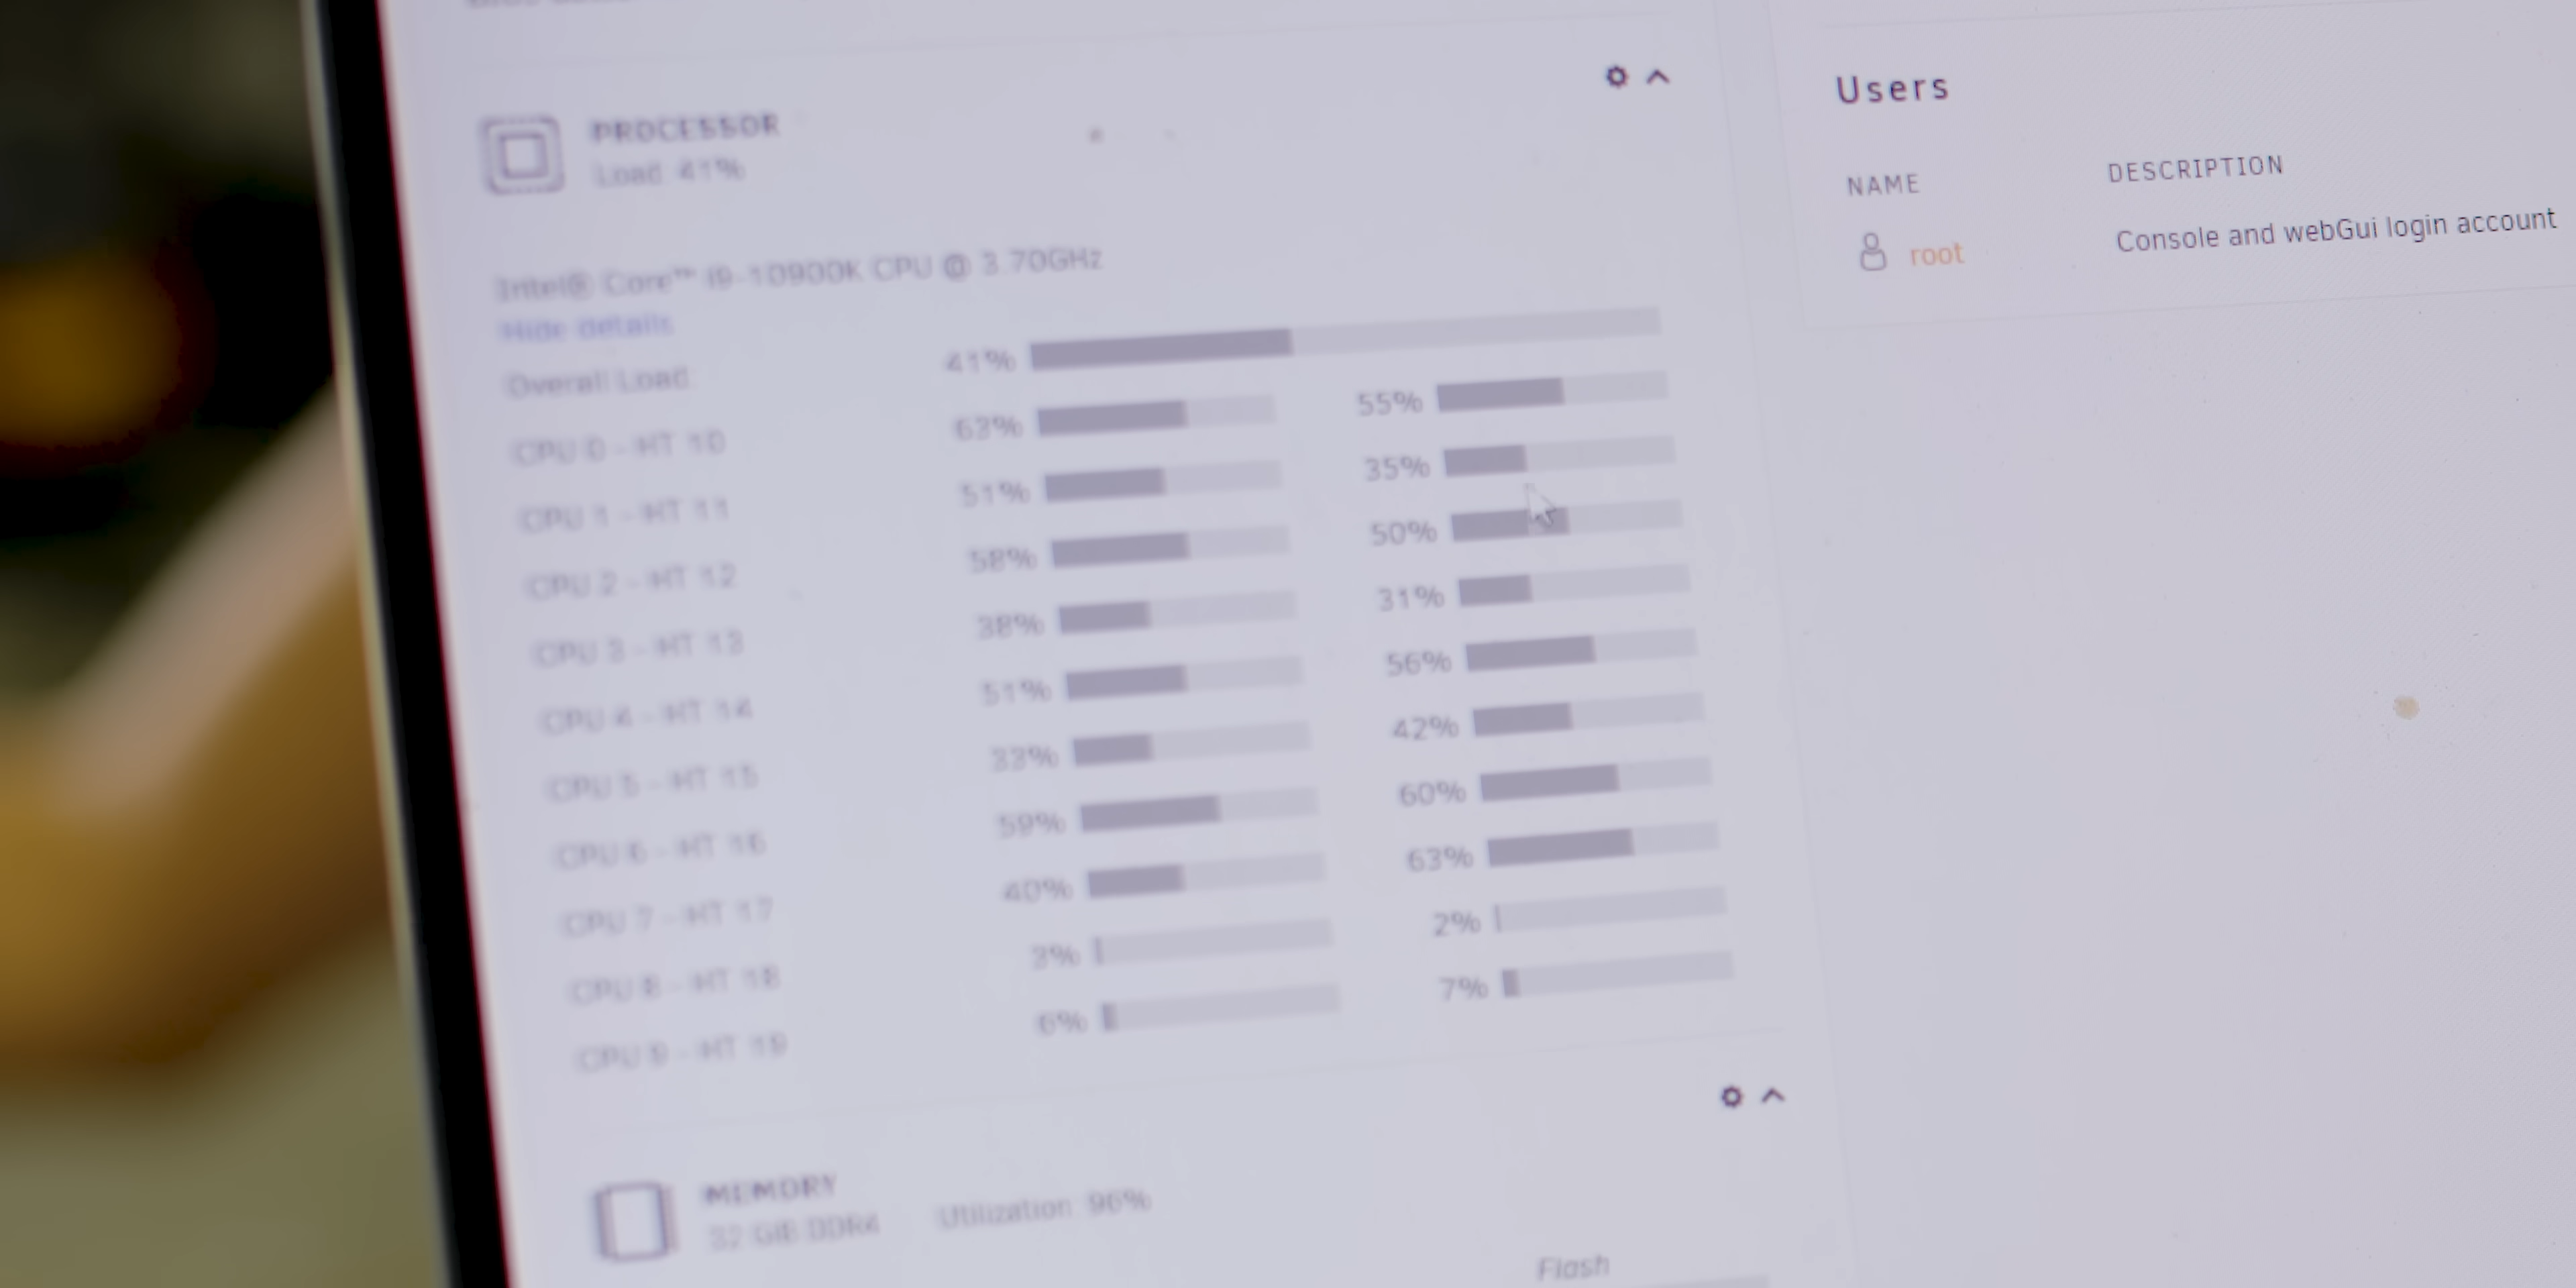 PROCESSOR
Load: 41%
Intel® Core™ i9-10900K CPU @ 3.70GHz
Hide details
Overall Load: 41%
CPU 0 - HT 10 63% 55%
CPU 1 - HT 11 51% 35%
CPU 2 - HT 12 58% 50%
CPU 3 - HT 13 38% 31%
CPU 4 - HT 14 51% 56%
CPU 5 - HT 15 33% 42%
CPU 6 - HT 16 59% 60%
CPU 7 - HT 17 40% 63%
CPU 8 - HT 18 3% 2%
CPU 9 - HT 19 6% 7%
MEMORY
32 GiB DDR4 Utilization: 96%
Flash
Users
NAME DESCRIPTION
root Console and webGui login account